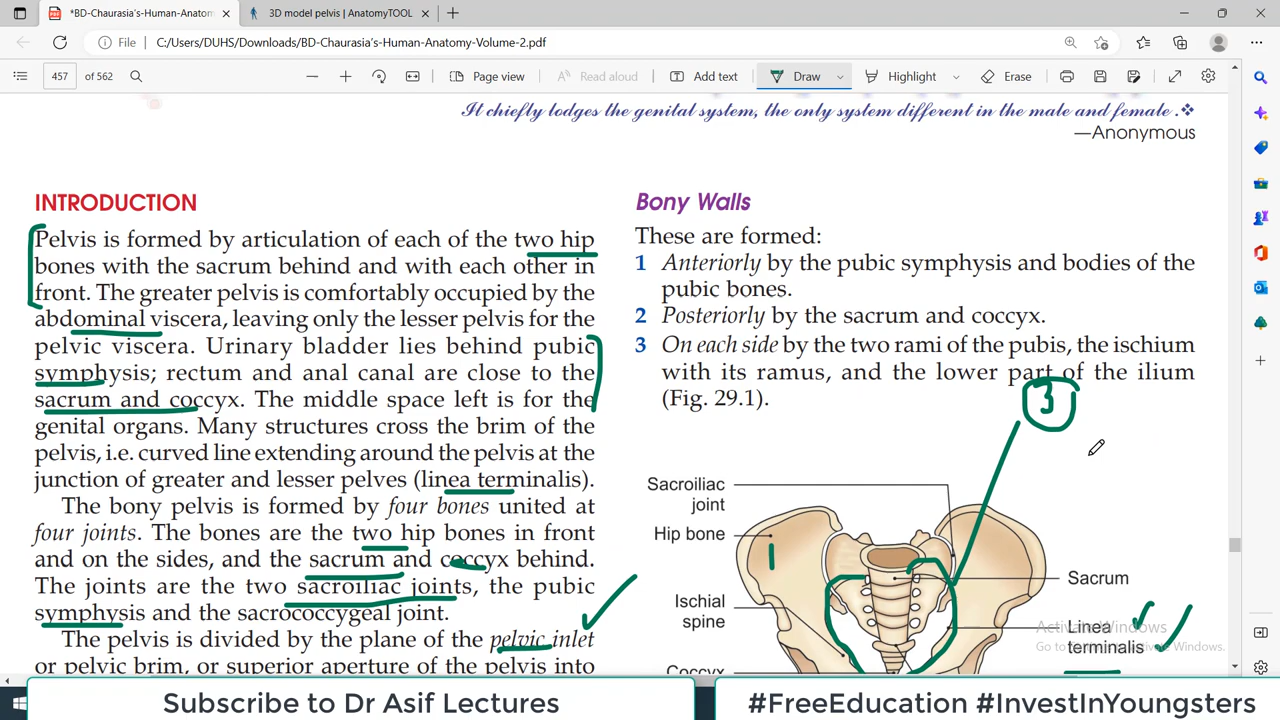 *BD-Chaurasia's-Human-Anatom
3D model pelvis | AnatomyTOOL
File C:/Users/DUHS/Downloads/BD-Chaurasia's-Human-Anatomy-Volume-2.pdf
457 of 562 Page view Read aloud Add text Draw Highlight Erase
It chiefly lodges the genital system, the only system different in the male and female .❖
—Anonymous
INTRODUCTION
Pelvis is formed by articulation of each of the two hip
bones with the sacrum behind and with each other in
front. The greater pelvis is comfortably occupied by the
abdominal viscera, leaving only the lesser pelvis for the
pelvic viscera. Urinary bladder lies behind pubic
symphysis; rectum and anal canal are close to the
sacrum and coccyx. The middle space left is for the
genital organs. Many structures cross the brim of the
pelvis, i.e. curved line extending around the pelvis at the
junction of greater and lesser pelves (linea terminalis).
The bony pelvis is formed by four bones united at
four joints. The bones are the two hip bones in front
and on the sides, and the sacrum and coccyx behind.
The joints are the two sacroiliac joints, the pubic
symphysis and the sacrococcygeal joint.
The pelvis is divided by the plane of the pelvic inlet
or pelvic brim, or superior aperture of the pelvis into
Bony Walls
These are formed:
1 Anteriorly by the pubic symphysis and bodies of the
pubic bones.
2 Posteriorly by the sacrum and coccyx.
3 On each side by the two rami of the pubis, the ischium
with its ramus, and the lower part of the ilium
(Fig. 29.1).
3
Sacroiliac
joint
Hip bone
1
Ischial
spine
Coccyx
Sacrum
Linea
terminalis
Activate Windows
Go to Settings to activate Windows.
Subscribe to Dr Asif Lectures
#FreeEducation #InvestInYoungsters